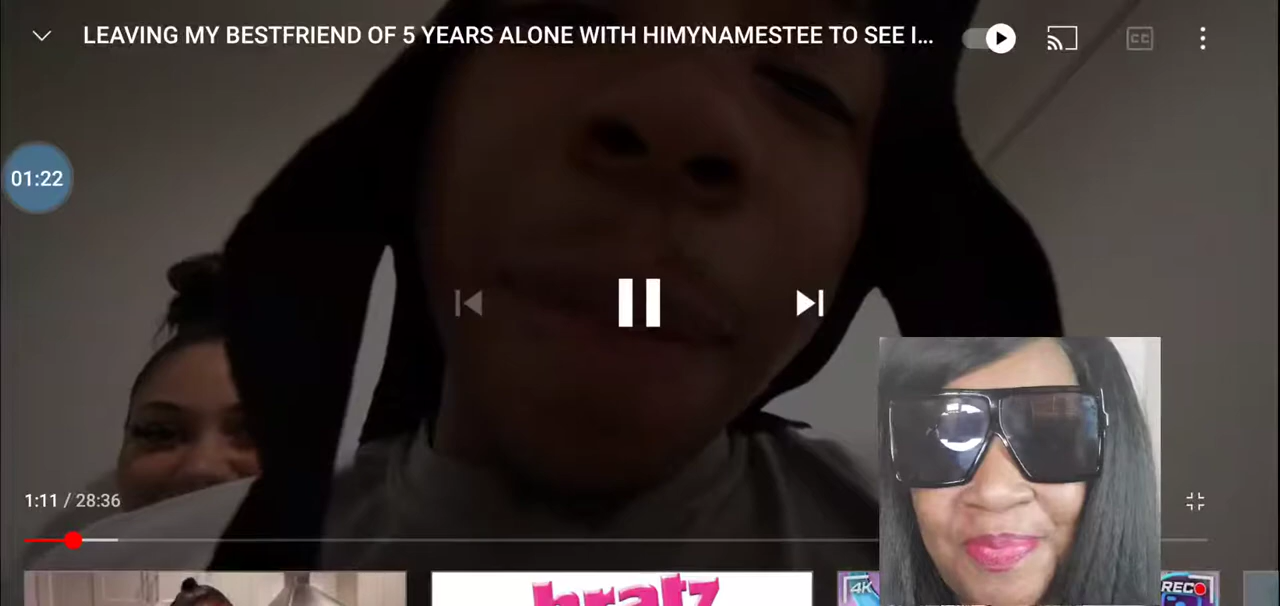 LEAVING MY BESTFRIEND OF 5 YEARS ALONE WITH HIMYNAMESTEE TO SEE I...
CC
01:22
1:11 / 28:36
bratz
4K
REC